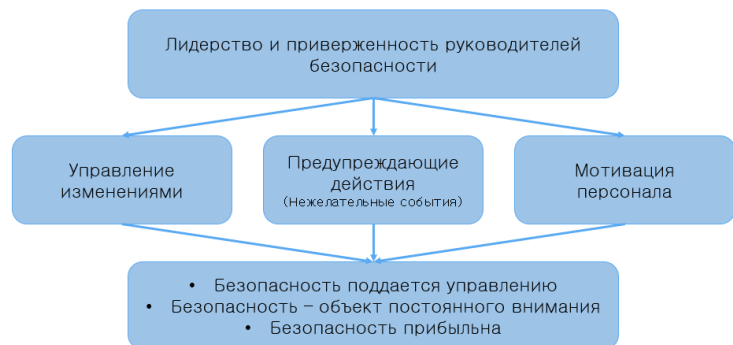 Лидерство и приверженность руководителей
безопасности
Управление
изменениями
Предупреждающие
действия
(Нежелательные события)
Мотивация
персонала
• Безопасность поддается управлению
• Безопасность – объект постоянного внимания
• Безопасность прибыльна